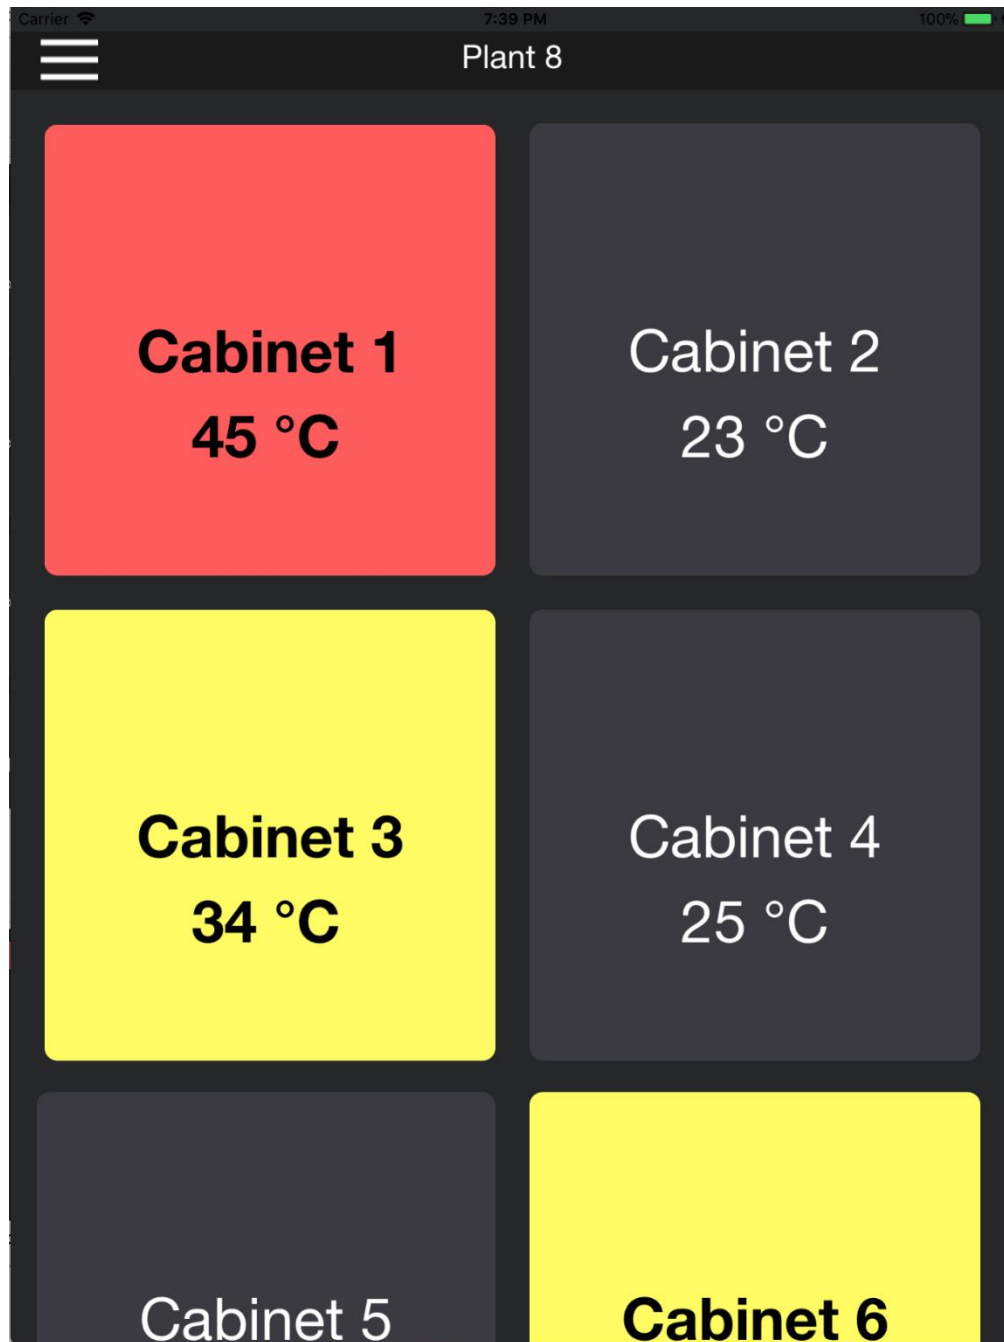 Carrier
7:39 PM
100%
Plant 8
Cabinet 1
45 °C
Cabinet 2
23 °C
Cabinet 3
34 °C
Cabinet 4
25 °C
Cabinet 5
Cabinet 6